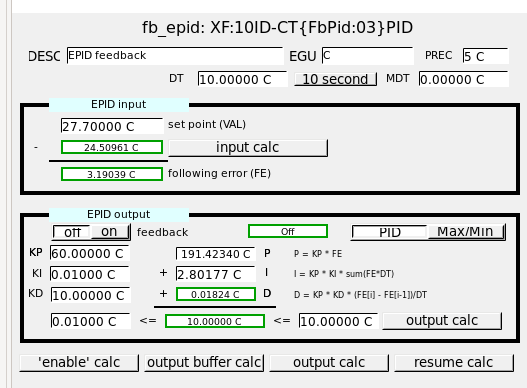 fb_epid: XF:10ID-CT{FbPid:03}PID
DESC EPID feedback EGU C PREC 5 C
DT 10.00000 C 10 second MDT 0.00000 C
EPID input
27.70000 C set point (VAL)
- 24.50961 C input calc
3.19039 C following error (FE)
EPID output
off on feedback Off PID Max/Min
KP 60.00000 C 191.42340 C P P = KP * FE
KI 0.01000 C + 2.80177 C I I = KP * KI * sum(FE*DT)
KD 10.00000 C + 0.01824 C D D = KP * KD * (FE[i] - FE[i-1])/DT
0.01000 C <= 10.00000 C <= 10.00000 C output calc
'enable' calc output buffer calc output calc resume calc